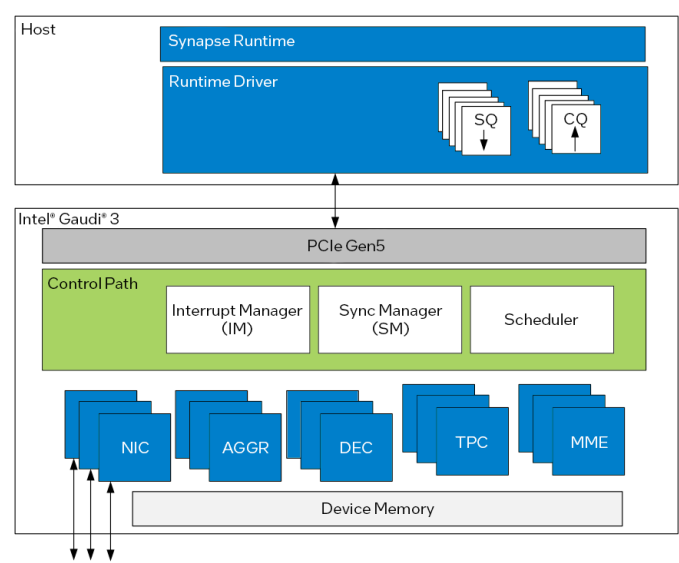 Host
Synapse Runtime
Runtime Driver
SQ
CQ
Intel® Gaudi® 3
PCIe Gen5
Control Path
Interrupt Manager
(IM)
Sync Manager
(SM)
Scheduler
NIC
AGGR
DEC
TPC
MME
Device Memory